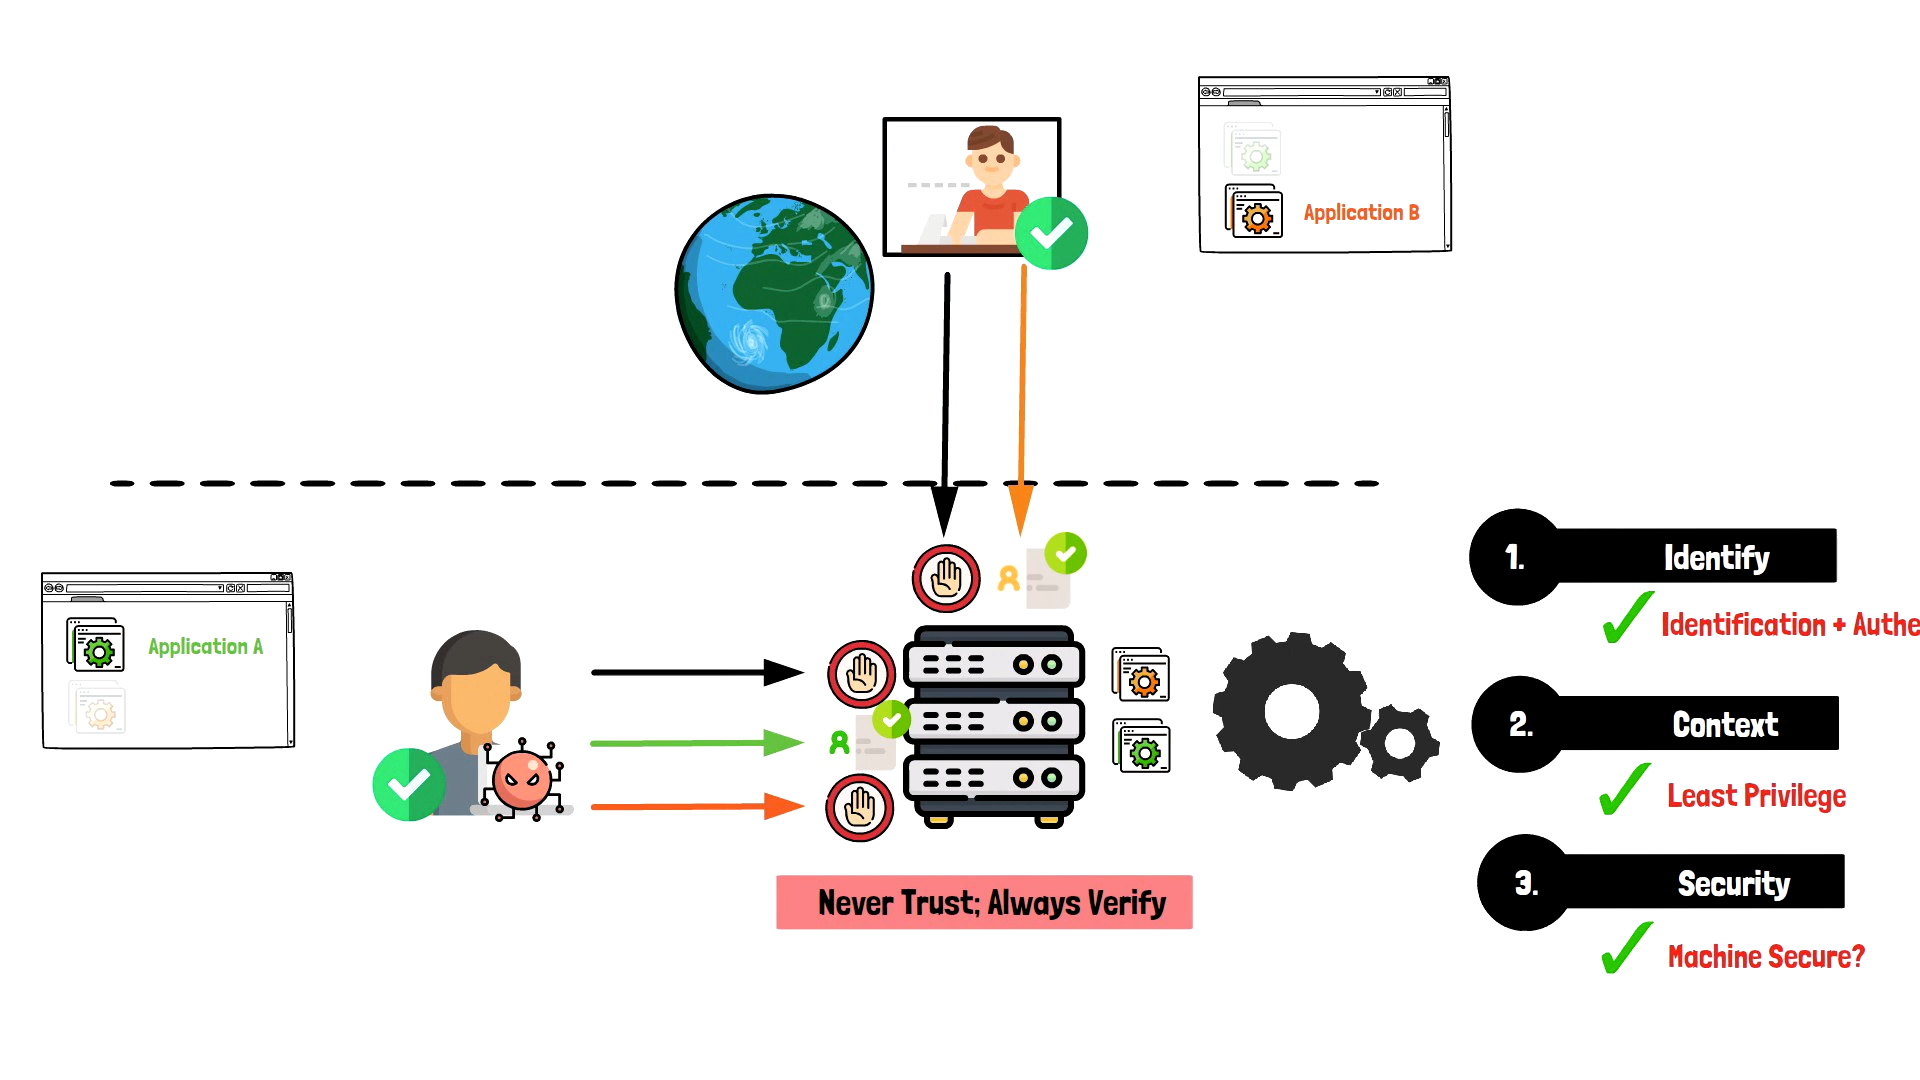 Application B
1. Identify
Identification + Authe
Application A
2. Context
Least Privilege
3. Security
Machine Secure?
Never Trust; Always Verify